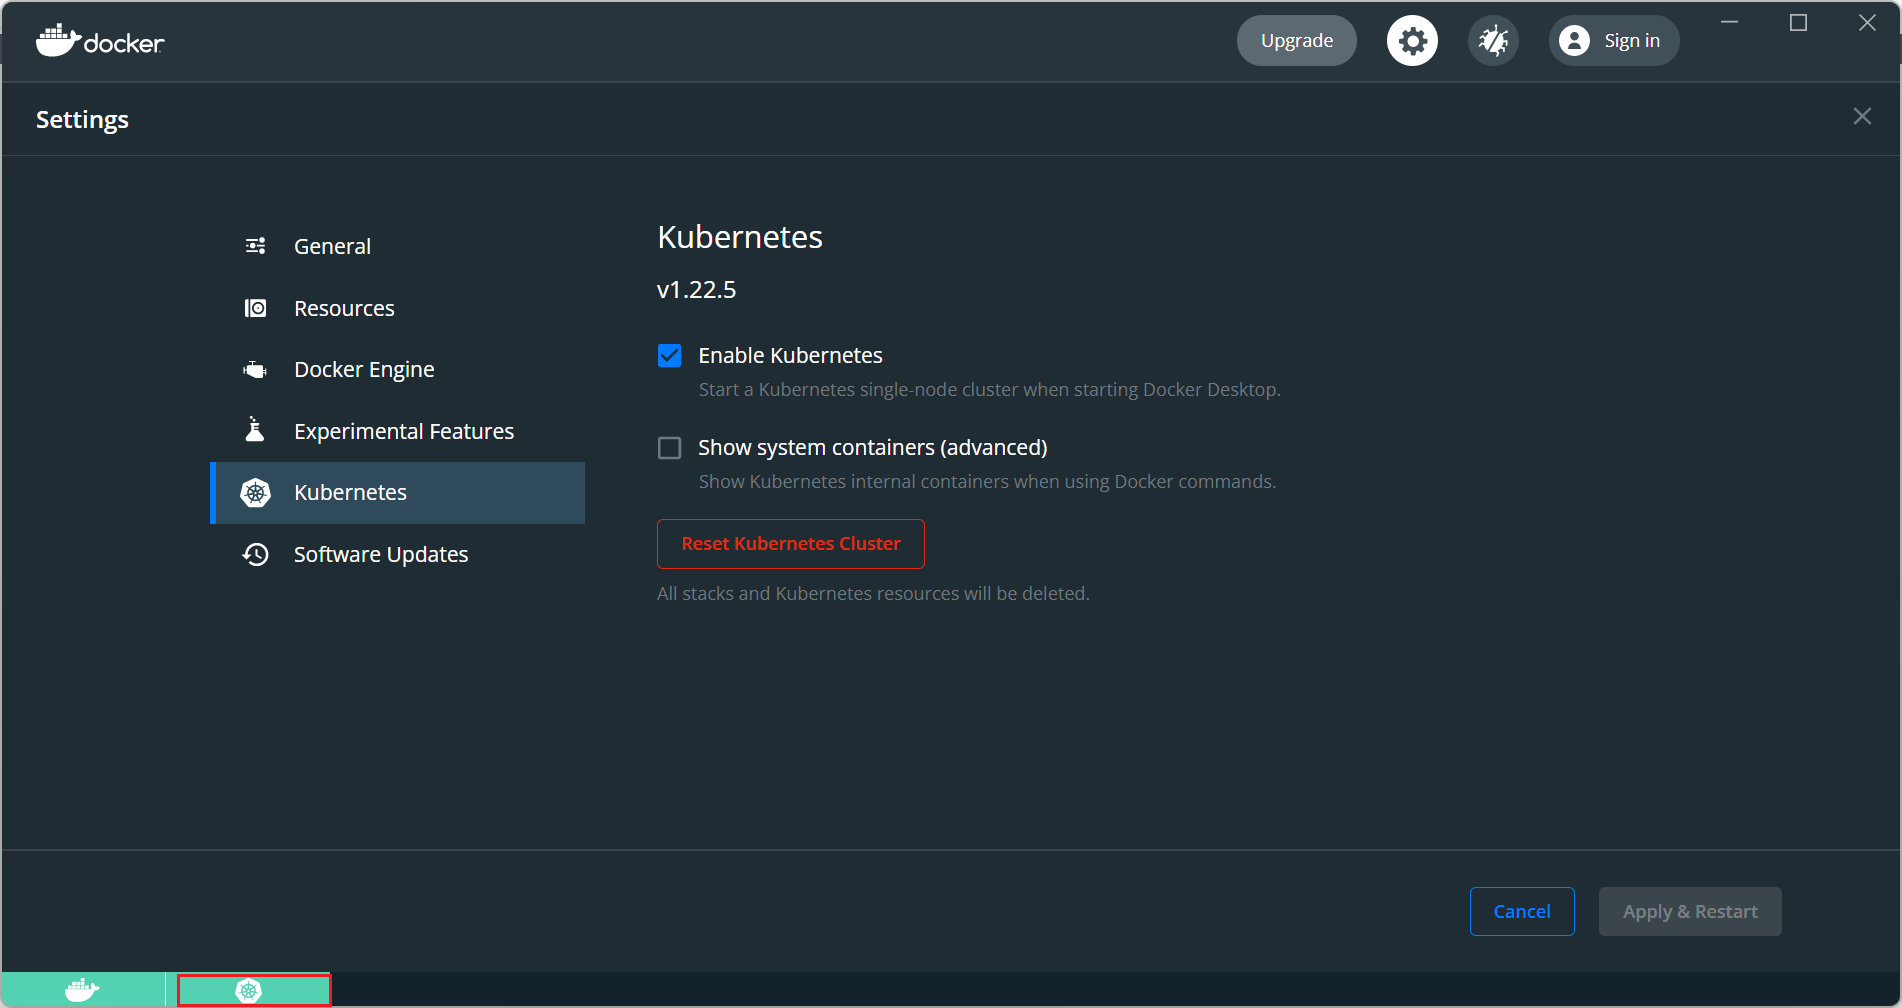 docker
Upgrade
Sign in
Settings
General
Resources
Docker Engine
Experimental Features
Kubernetes
Software Updates
Kubernetes
v1.22.5
Enable Kubernetes
Start a Kubernetes single-node cluster when starting Docker Desktop.
Show system containers (advanced)
Show Kubernetes internal containers when using Docker commands.
Reset Kubernetes Cluster
All stacks and Kubernetes resources will be deleted.
Cancel
Apply & Restart